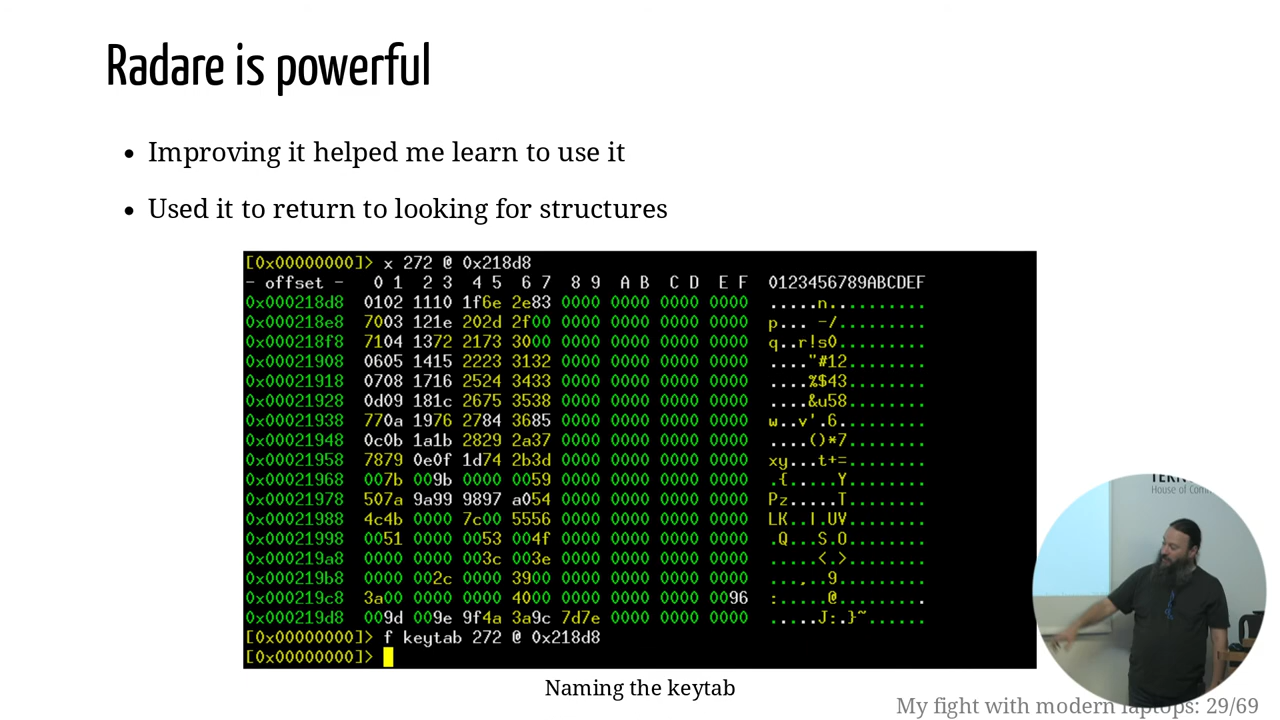 Radare is powerful
• Improving it helped me learn to use it
• Used it to return to looking for structures
[0x00000000]> x 272 @ 0x218d8
- offset -   0 1  2 3  4 5  6 7  8 9  A B  C D  E F  0123456789ABCDEF
0x000218d8  0102 1110 1f6e 2e83 0000 0000 0000 0000  .....n..........
0x000218e8  7003 121e 202d 2f00 0000 0000 0000 0000  p... -/.........
0x000218f8  7104 1372 2173 3000 0000 0000 0000 0000  q..r!s0.........
0x00021908  0605 1415 2223 3132 0000 0000 0000 0000  ...."#12........
0x00021918  0708 1716 2524 3433 0000 0000 0000 0000  ....%$43........
0x00021928  0d09 181c 2675 3538 0000 0000 0000 0000  ....&u58........
0x00021938  770a 1976 2784 3685 0000 0000 0000 0000  w..v'.6.........
0x00021948  0c0b 1a1b 2829 2a37 0000 0000 0000 0000  ....()*7........
0x00021958  7879 0e0f 1d74 2b3d 0000 0000 0000 0000  xy...t+=........
0x00021968  007b 009b 0000 0059 0000 0000 0000 0000  .{.....Y........
0x00021978  507a 9a99 9897 a054 0000 0000 0000 0000  Pz.....T........
0x00021988  4c4b 0000 7c00 5556 0000 0000 0000 0000  LK..|.UV........
0x00021998  0051 0000 0053 004f 0000 0000 0000 0000  .Q...S.O........
0x000219a8  0000 0000 003c 003e 0000 0000 0000 0000  .....<.>........
0x000219b8  0000 002c 0000 3900 0000 0000 0000 0000  ...,..9.........
0x000219c8  3a00 0000 0000 4000 0000 0000 0000 0096  :.....@.........
0x000219d8  009d 009e 9f4a 3a9c 7d7e 0000 0000 0000  .....J:.}~......
[0x00000000]> f keytab 272 @ 0x218d8
[0x00000000]>
Naming the keytab
House of Com
My fight with modern laptops: 29/69